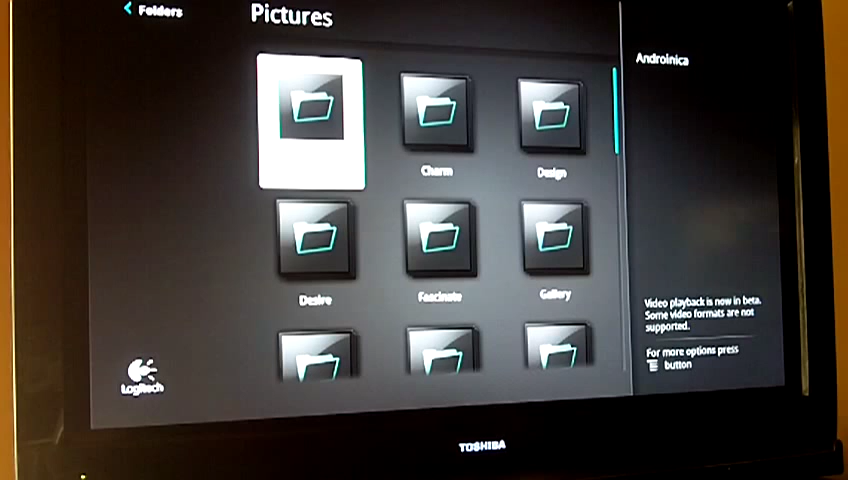 Folders
Pictures
Androinica
Charm
Design
Desire
Fascinate
Gallery
Video playback is now in beta.
Some video formats are not
supported.
For more options press
button
Logitech
TOSHIBA